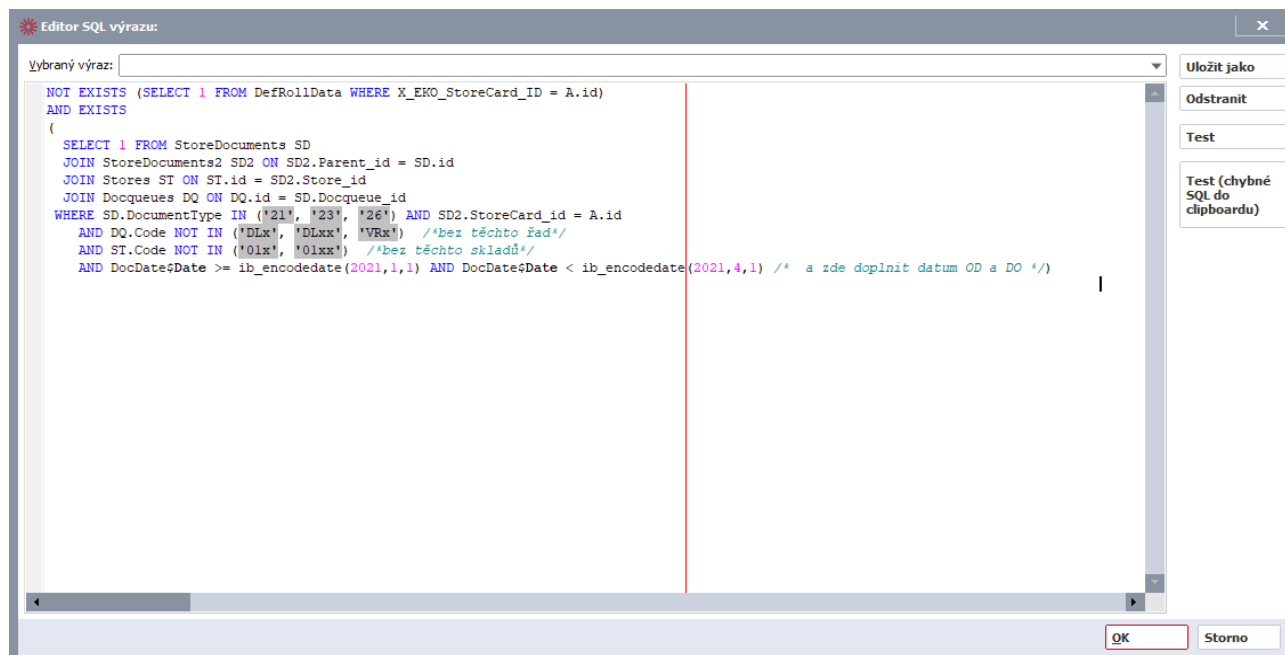 Editor SQL výrazu:
Vybraný výraz:
NOT EXISTS (SELECT 1 FROM DefRollData WHERE X_EKO_StoreCard_ID = A.id)
AND EXISTS
(
SELECT 1 FROM StoreDocuments SD
JOIN StoreDocuments2 SD2 ON SD2.Parent_id = SD.id
JOIN Stores ST ON ST.id = SD2.Store_id
JOIN Docqueues DQ ON DQ.id = SD.Docqueue_id
WHERE SD.DocumentType IN ('21', '23', '26') AND SD2.StoreCard_id = A.id
AND DQ.Code NOT IN ('DLx', 'DLxx', 'VRx') /*bez těchto řad*/
AND ST.Code NOT IN ('01x', '01xx') /*bez těchto skladů*/
AND DocDate$Date >= ib_encodedate(2021,1,1) AND DocDate$Date < ib_encodedate(2021,4,1) /* a zde doplnit datum OD a DO */)
Uložit jako
Odstranit
Test
Test (chybné
SQL do
clipboardu)
OK
Storno